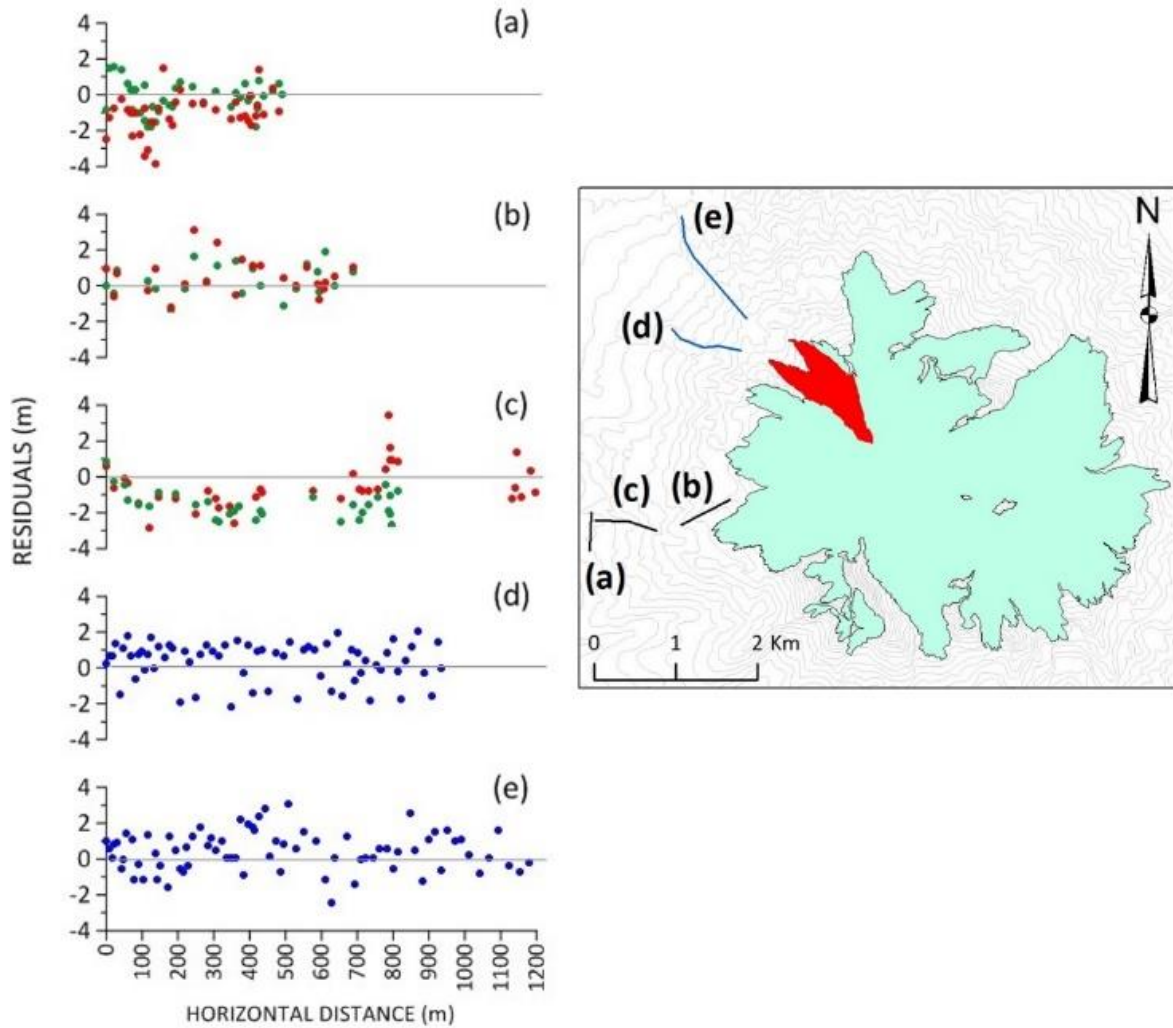 4
2
0
-2
-4
(a)
4
2
0
-2
-4
(b)
4
2
0
-2
-4
(c)
4
2
0
-2
-4
(d)
4
2
0
-2
-4
(e)
RESIDUALS (m)
0
100
200
300
400
500
600
700
800
900
1000
1100
1200
HORIZONTAL DISTANCE (m)
(e)
N
(d)
(c)
(b)
(a)
0 1 2 Km